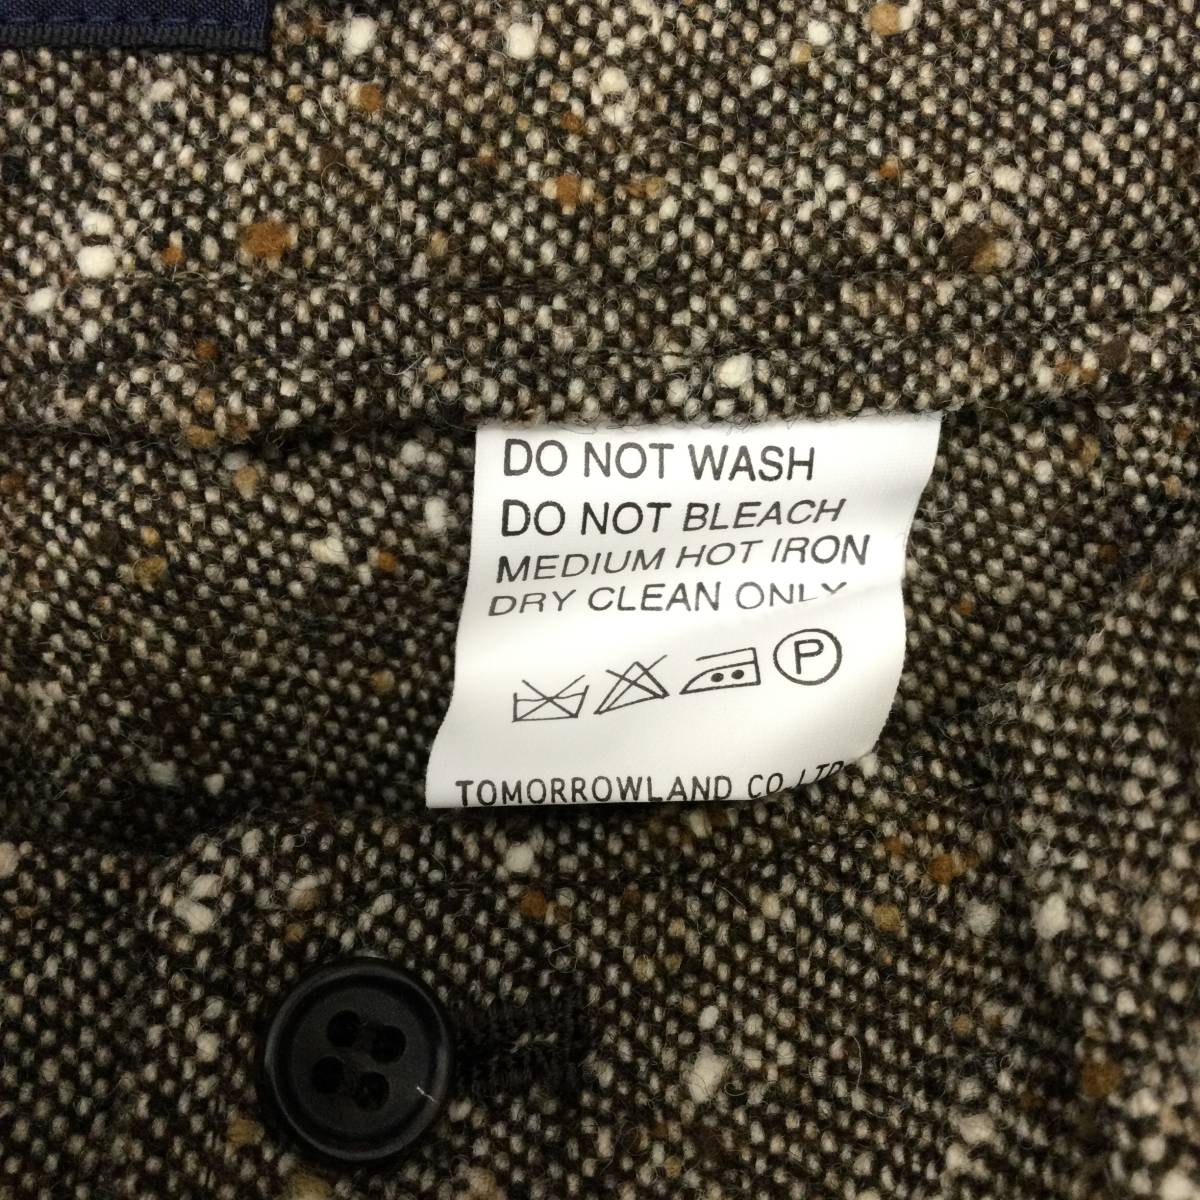 DO NOT WASH
DO NOT BLEACH
MEDIUM HOT IRON
DRY CLEAN ONLY
P
TOMORROWLAND CO.,LTD.